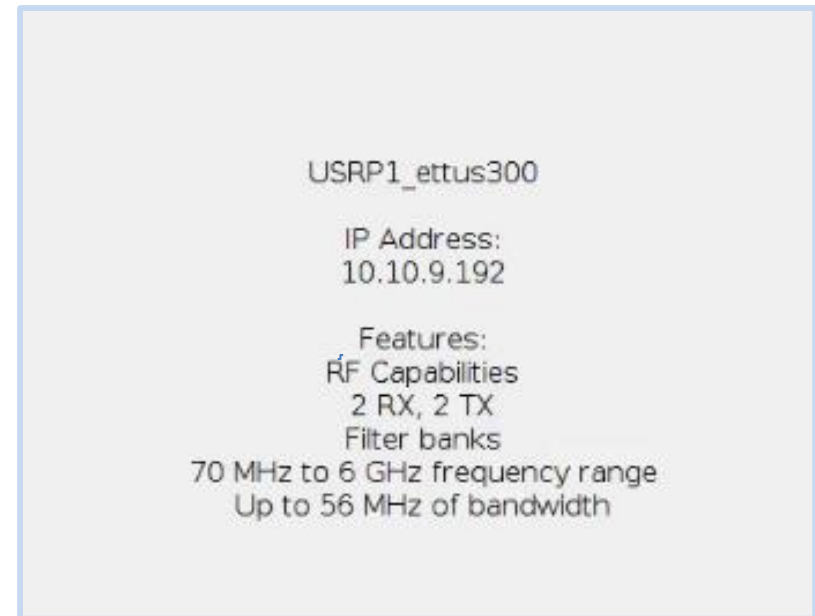 USRP1_ettus300
IP Address:
10.10.9.192
Features:
RF Capabilities
2 RX, 2 TX
Filter banks
70 MHz to 6 GHz frequency range
Up to 56 MHz of bandwidth